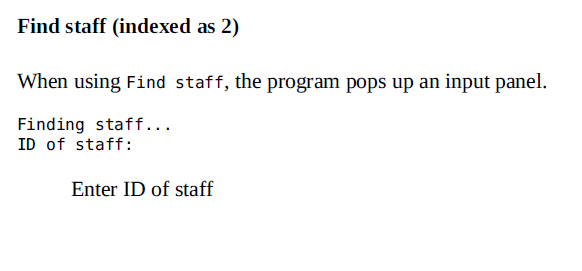 Find staff (indexed as 2)
When using Find staff, the program pops up an input panel.
Finding staff...
ID of staff:
Enter ID of staff